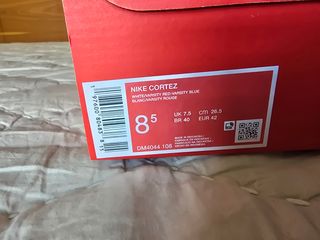 NIKE CORTEZ
WHITE/VARSITY RED-VARSITY BLUE
BLANC/VARSITY ROUGE
8 5
UK 7.5 cm 26.5
BR 40 EUR 42
DM4044 108